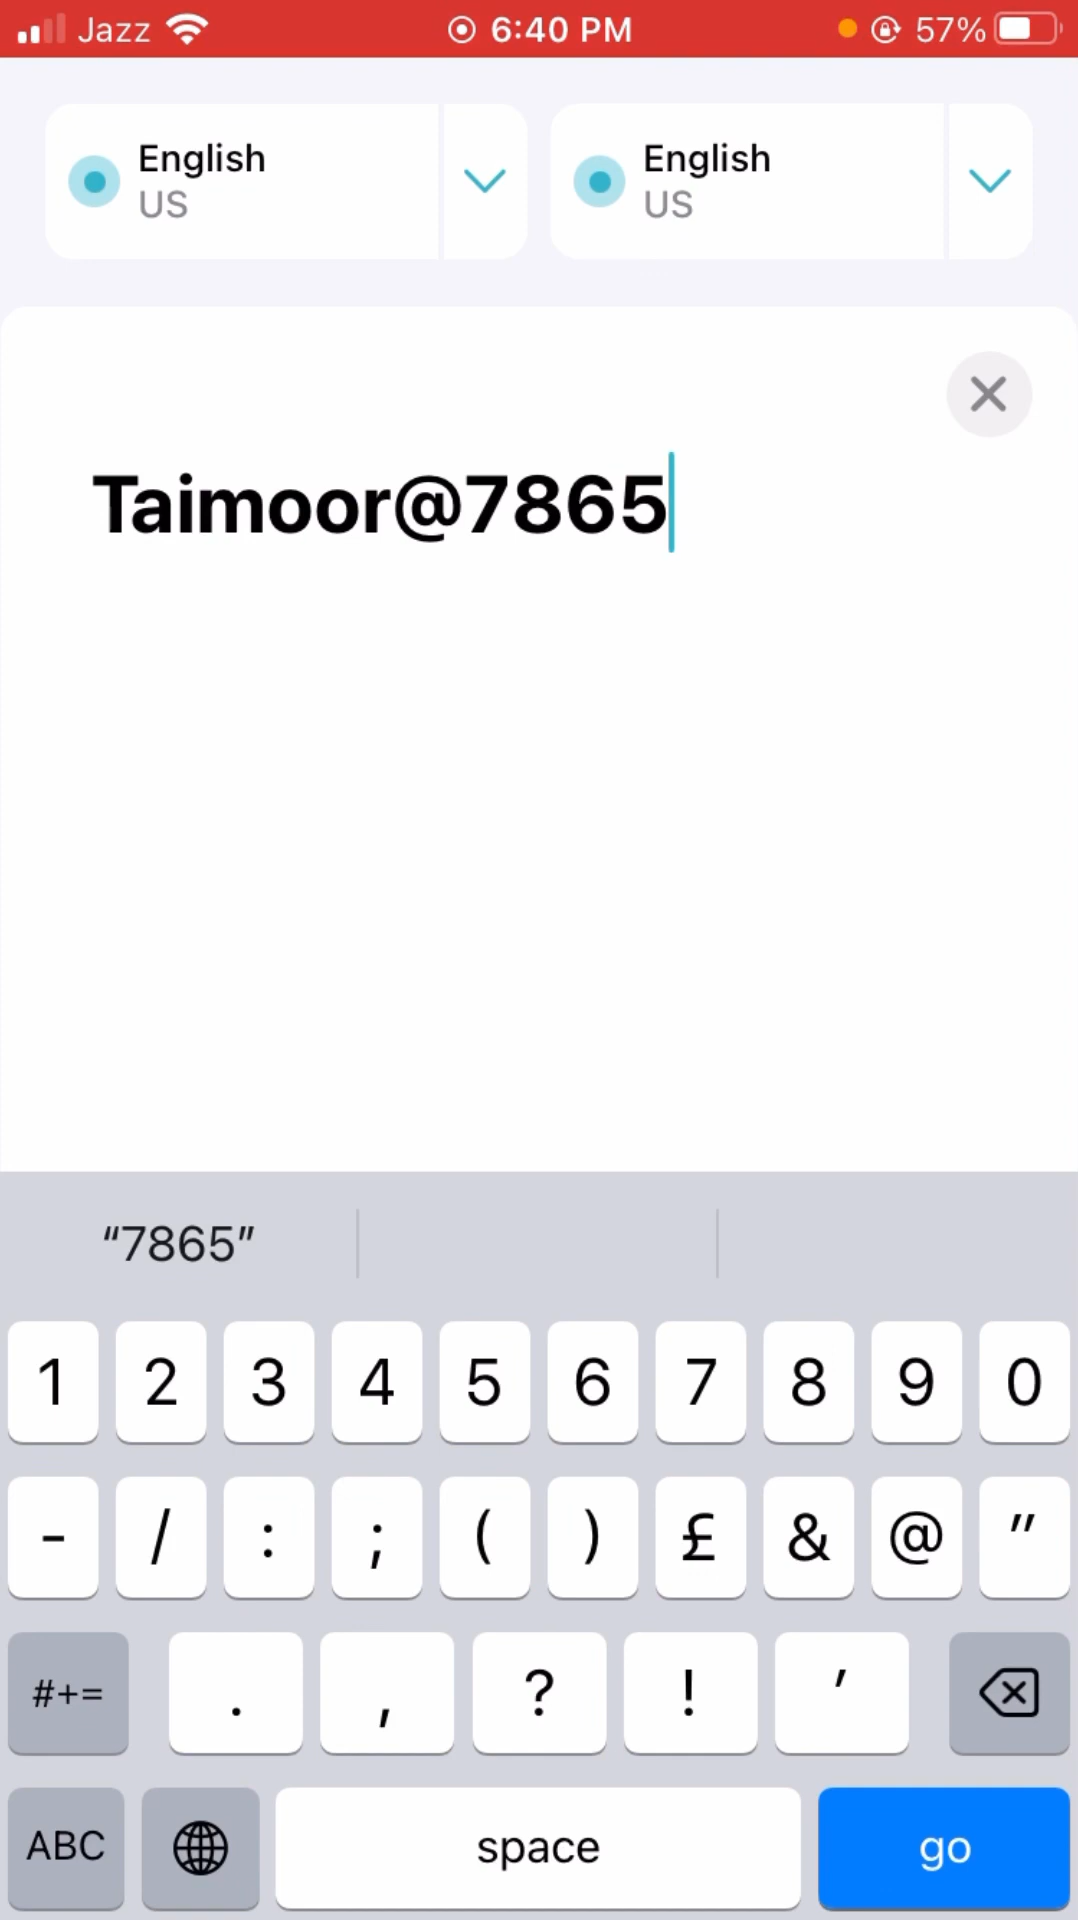 Jazz 6:40 PM 57%
English English
US US
Taimoor@7865
“7865”
1 2 3 4 5 6 7 8 9 0
- / : ; ( ) £ & @ "
#+= . , ? ! '
ABC space go